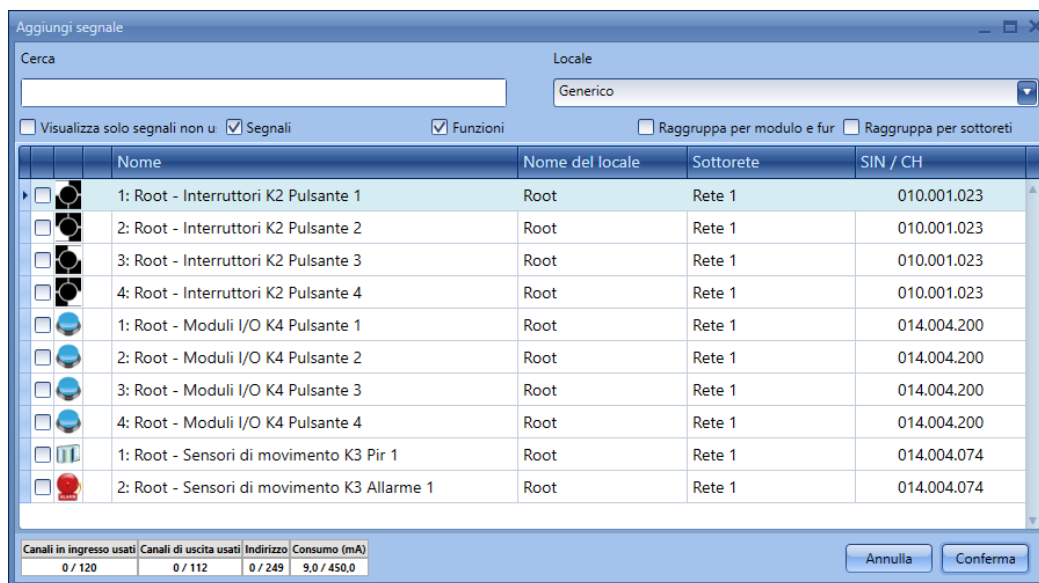 Aggiungi segnale
Cerca Locale
Generico
Visualizza solo segnali non u Segnali Funzioni Raggruppa per modulo e fur Raggruppa per sottoreti
Nome Nome del locale Sottorete SIN / CH
1: Root - Interruttori K2 Pulsante 1 Root Rete 1 010.001.023
2: Root - Interruttori K2 Pulsante 2 Root Rete 1 010.001.023
3: Root - Interruttori K2 Pulsante 3 Root Rete 1 010.001.023
4: Root - Interruttori K2 Pulsante 4 Root Rete 1 010.001.023
1: Root - Moduli I/O K4 Pulsante 1 Root Rete 1 014.004.200
2: Root - Moduli I/O K4 Pulsante 2 Root Rete 1 014.004.200
3: Root - Moduli I/O K4 Pulsante 3 Root Rete 1 014.004.200
4: Root - Moduli I/O K4 Pulsante 4 Root Rete 1 014.004.200
1: Root - Sensori di movimento K3 Pir 1 Root Rete 1 014.004.074
2: Root - Sensori di movimento K3 Allarme 1 Root Rete 1 014.004.074
Canali in ingresso usati Canali di uscita usati Indirizzo Consumo (mA)
0 / 120 0 / 112 0 / 249 9,0 / 450,0
Annulla Conferma